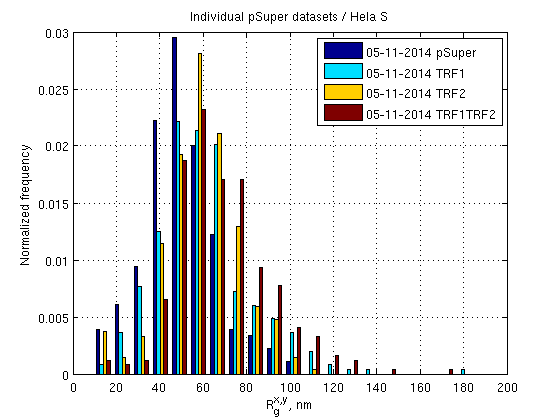 Individual pSuper datasets / Hela S
0.03
0.025
0.02
0.015
0.01
0.005
0
Normalized frequency
05-11-2014 pSuper
05-11-2014 TRF1
05-11-2014 TRF2
05-11-2014 TRF1TRF2
0 20 40 60 80 100 120 140 160 180 200
R_g^{x,y}, nm